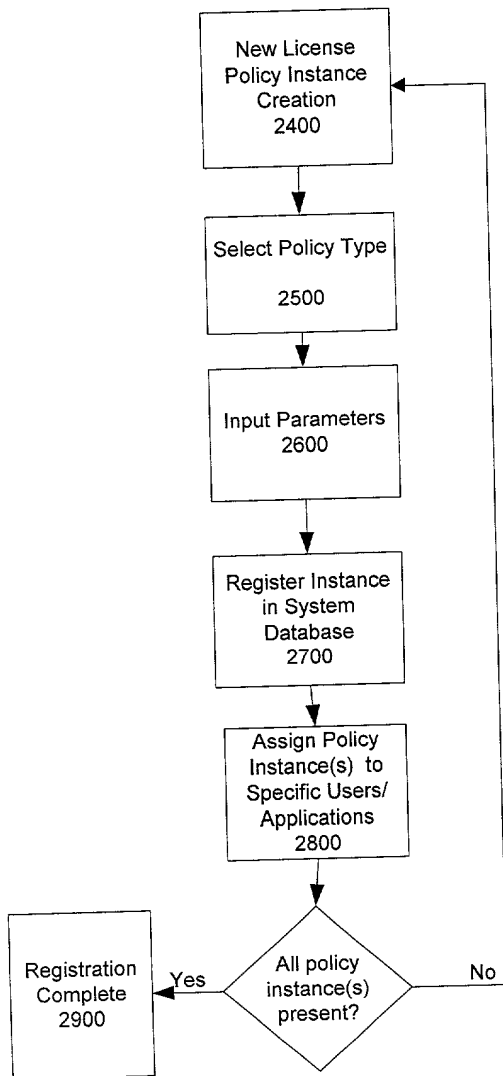 New License
Policy Instance
Creation
2400
Select Policy Type
2500
Input Parameters
2600
Register Instance
in System
Database
2700
Assign Policy
Instance(s) to
Specific Users/
Applications
2800
All policy
instance(s)
present?
Yes
No
Registration
Complete
2900